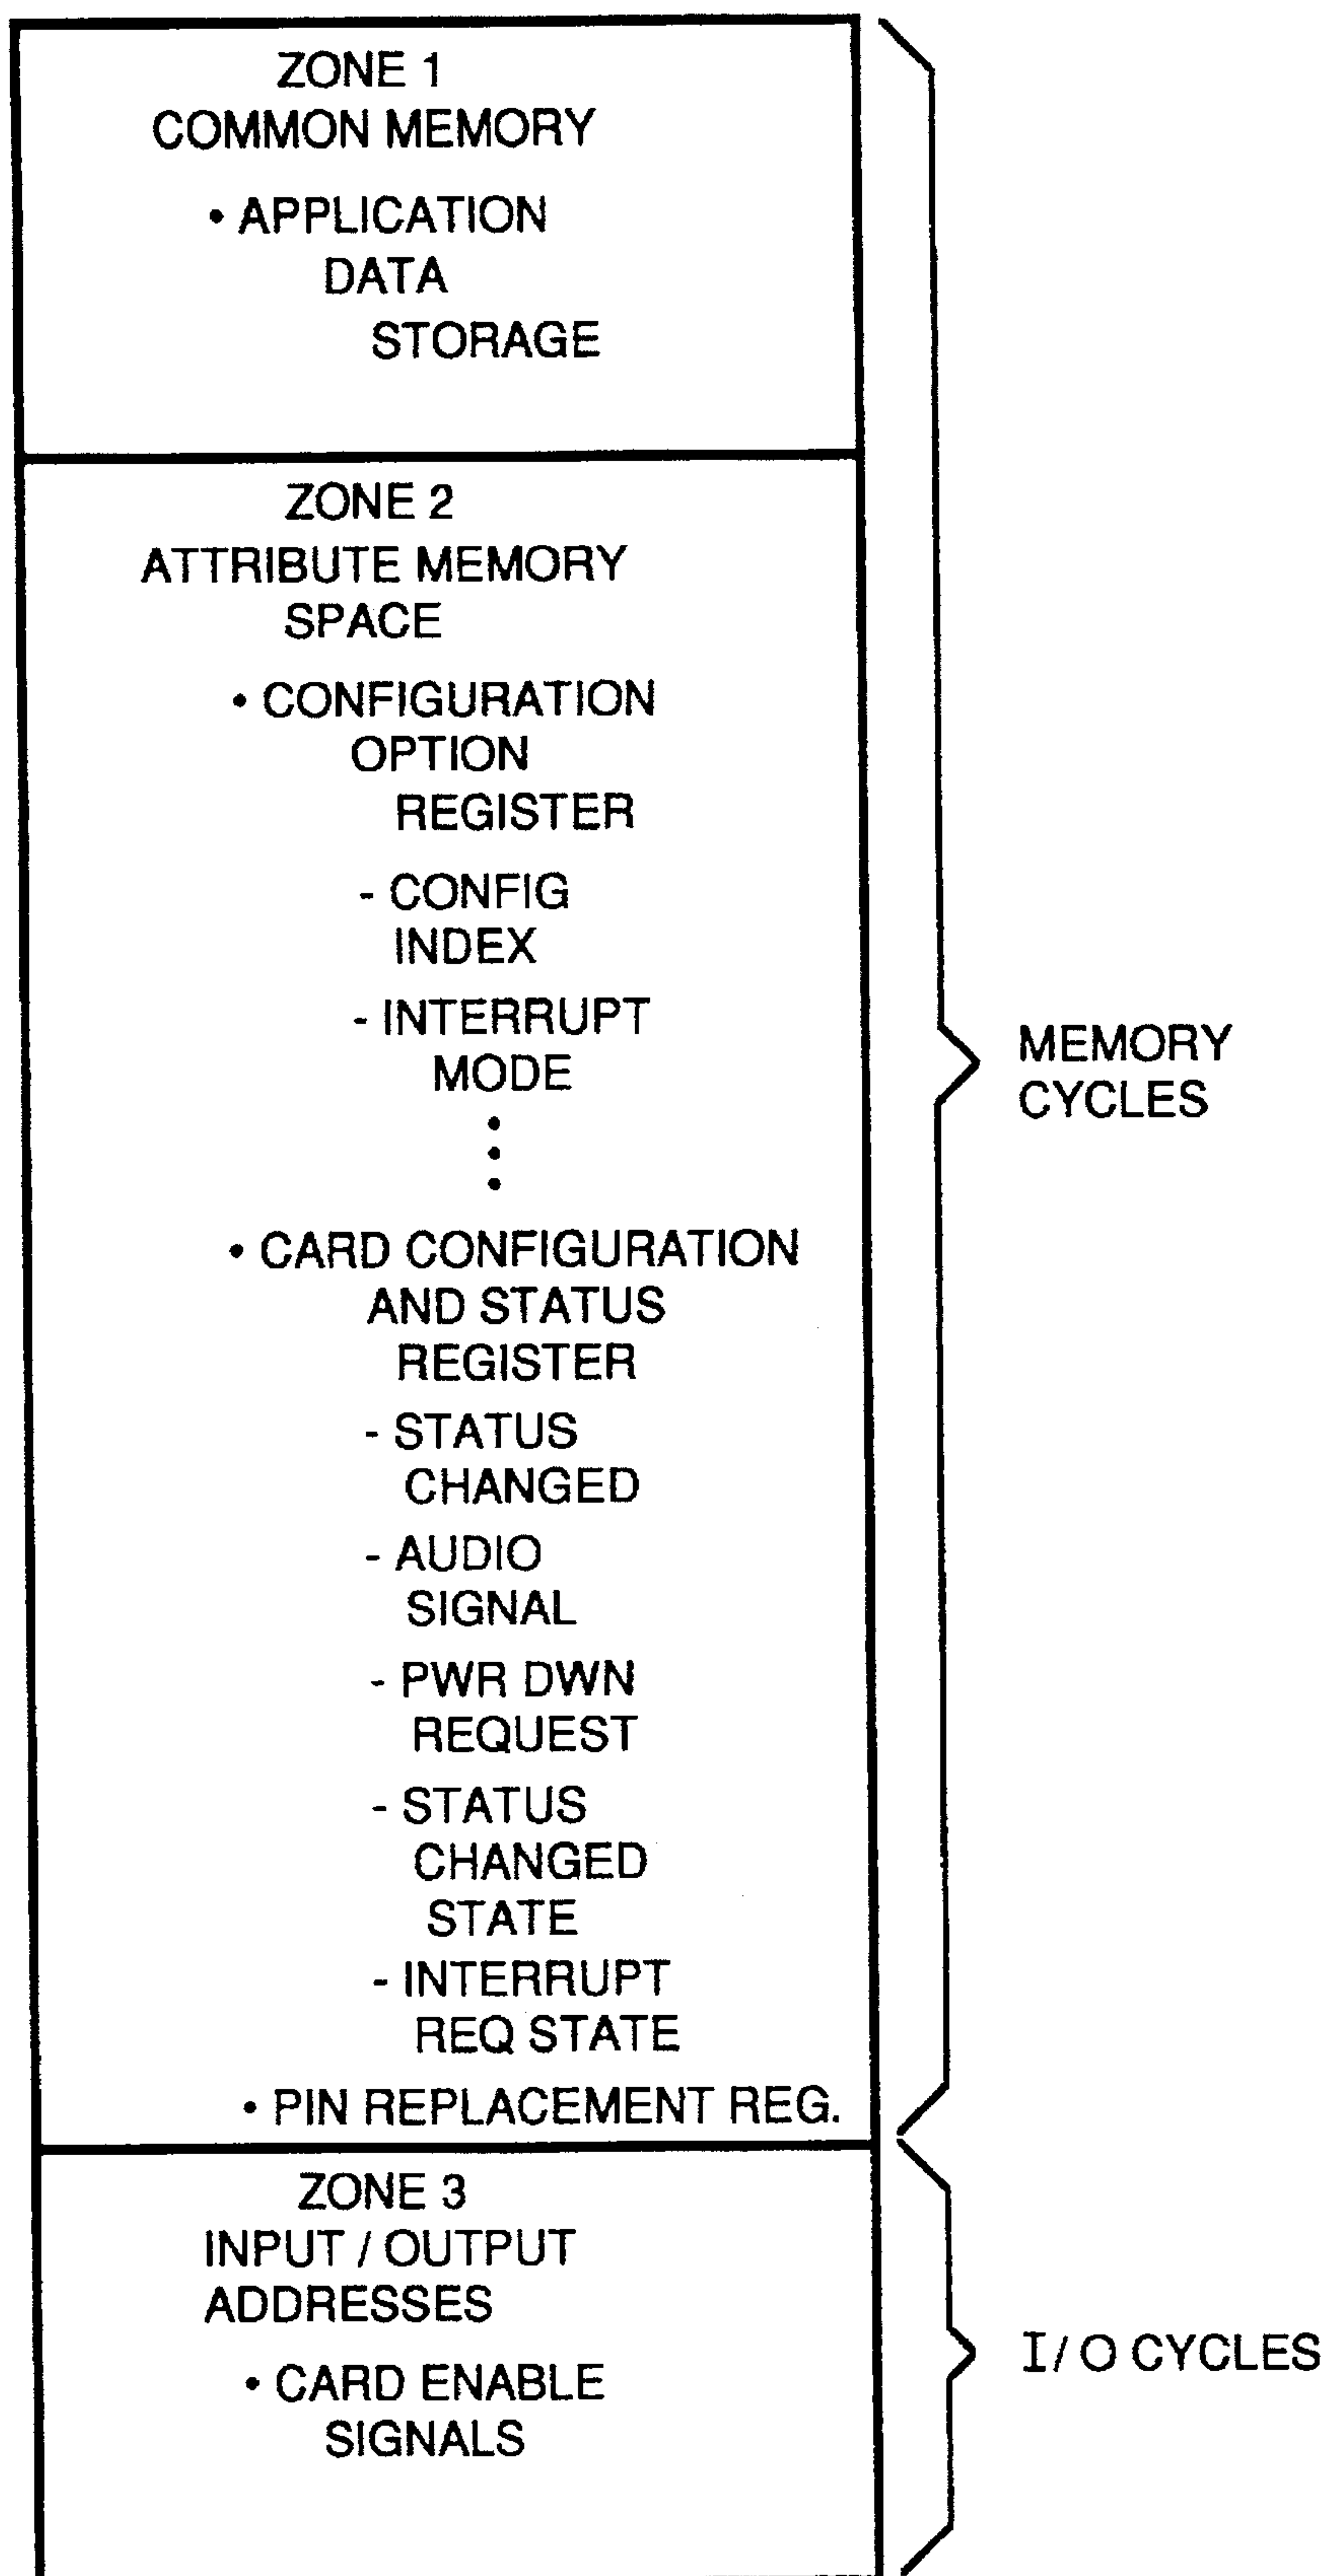 ZONE 1
COMMON MEMORY
• APPLICATION
DATA
STORAGE
ZONE 2
ATTRIBUTE MEMORY
SPACE
• CONFIGURATION
OPTION
REGISTER
- CONFIG
INDEX
- INTERRUPT
MODE
• CARD CONFIGURATION
AND STATUS
REGISTER
- STATUS
CHANGED
- AUDIO
SIGNAL
- PWR DWN
REQUEST
- STATUS
CHANGED
STATE
- INTERRUPT
REQ STATE
• PIN REPLACEMENT REG.
MEMORY
CYCLES
ZONE 3
INPUT / OUTPUT
ADDRESSES
• CARD ENABLE
SIGNALS
I/O CYCLES